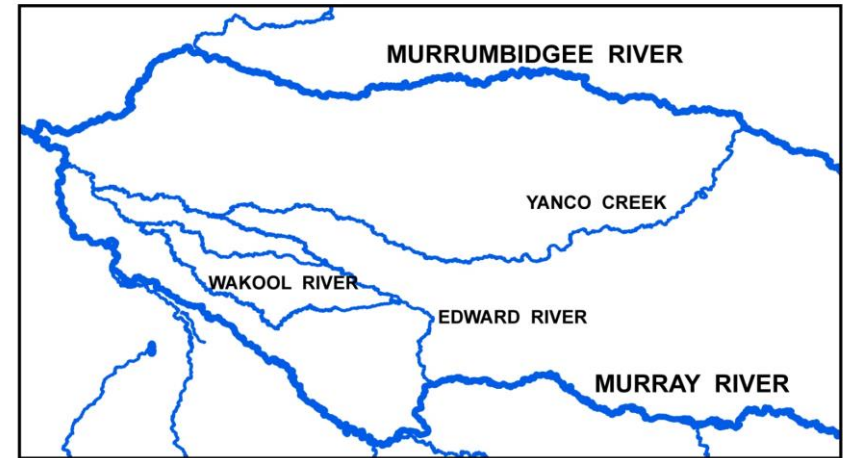 MURRUMBIDGEE RIVER
YANCO CREEK
WAKOOL RIVER
EDWARD RIVER
MURRAY RIVER